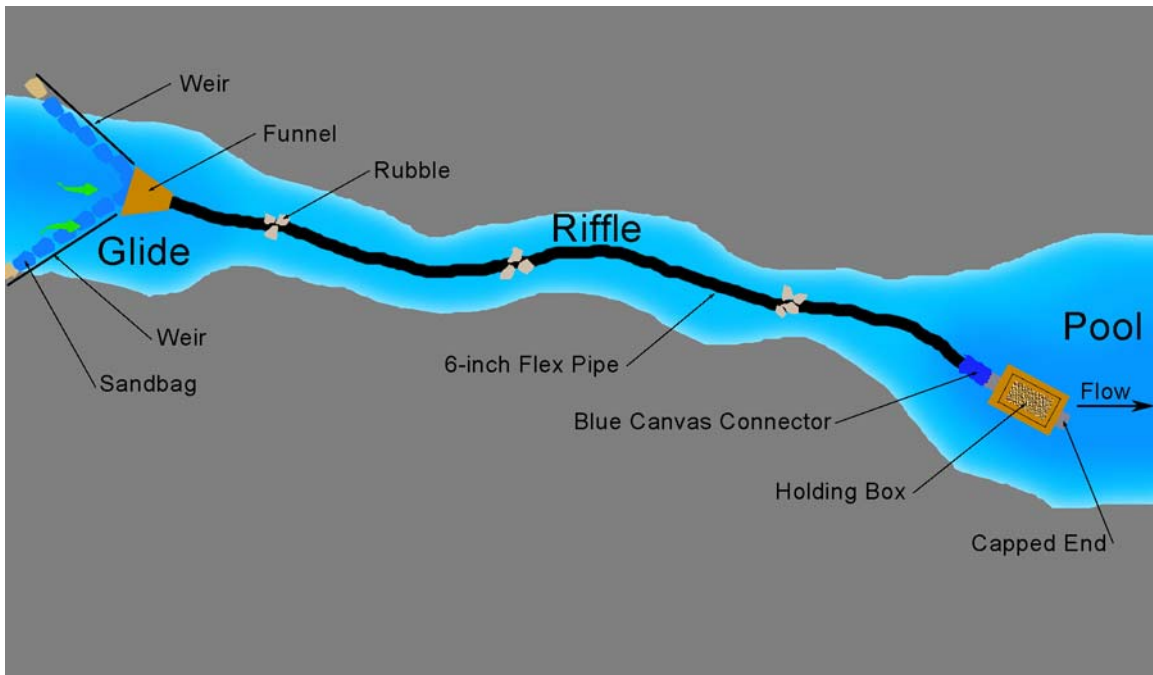 Weir
Funnel
Rubble
Riffle
Glide
Pool
Weir
6-inch Flex Pipe
Sandbag
Flow
Blue Canvas Connector
Holding Box
Capped End